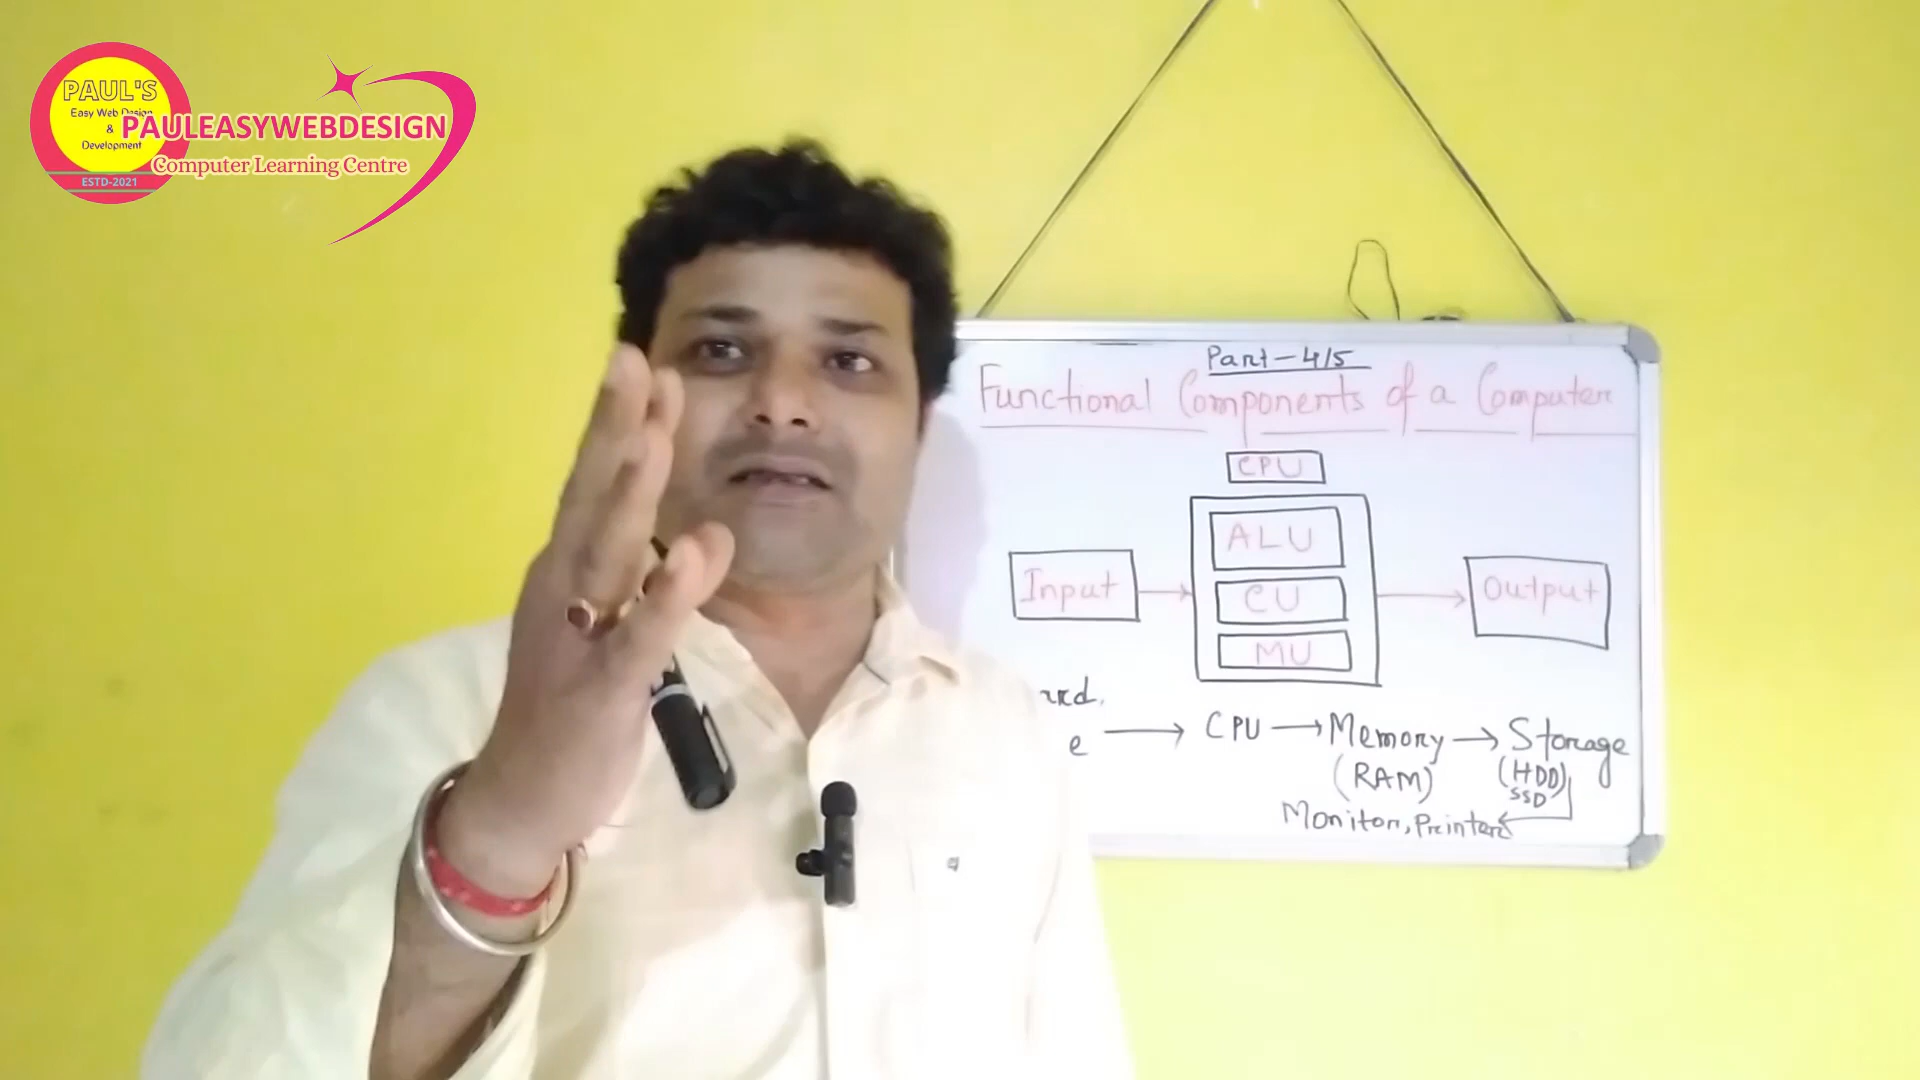 PAUL'S
Easy Web Design
&
Development
ESTD-2021
PAULEASYWEBDESIGN
Computer Learning Centre
Part-4/5
Functional Components of a Computer
CPU
ALU
Input
CU
Output
MU
CPU → Memory → Storage
(RAM) (HDD)
SSD
Monitor, Printer